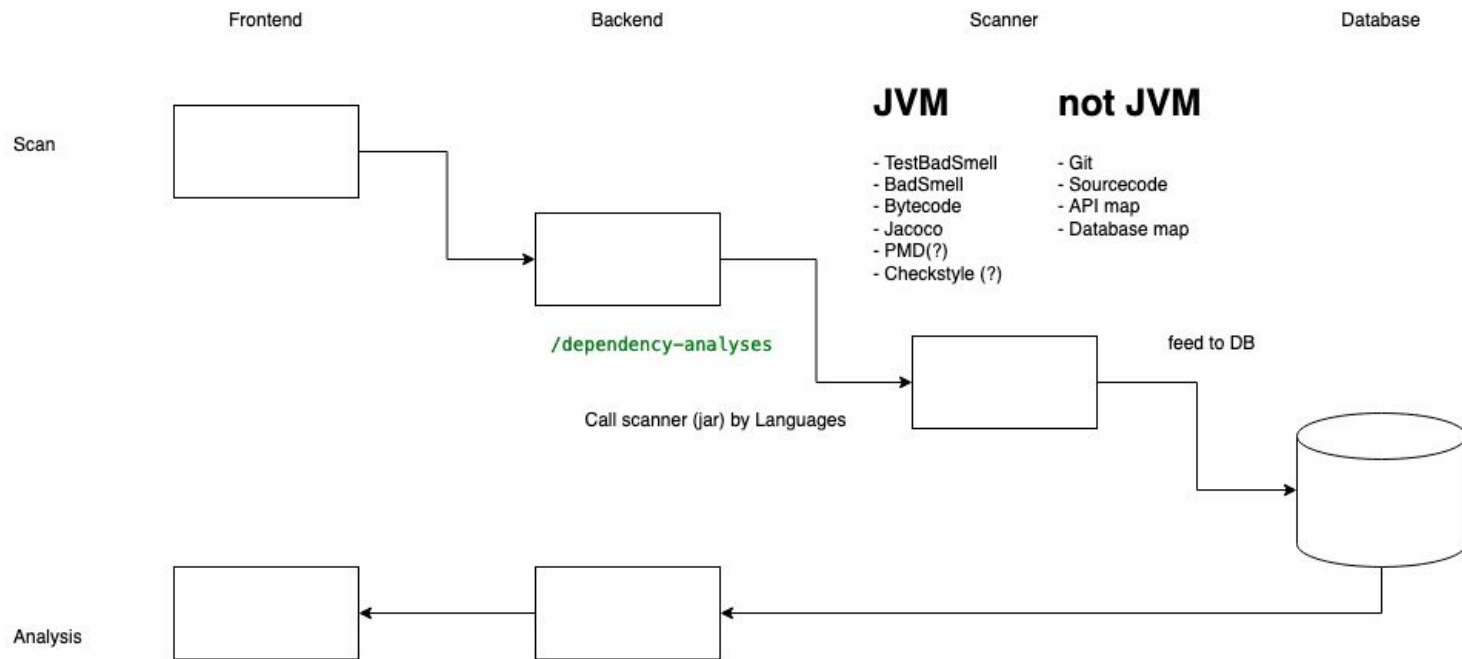 Frontend
Backend
Scanner
Database
Scan
JVM
- TestBadSmell
- BadSmell
- Bytecode
- Jacoco
- PMD(?)
- Checkstyle (?)
not JVM
- Git
- Sourcecode
- API map
- Database map
/dependency-analyses
feed to DB
Call scanner (jar) by Languages
Analysis